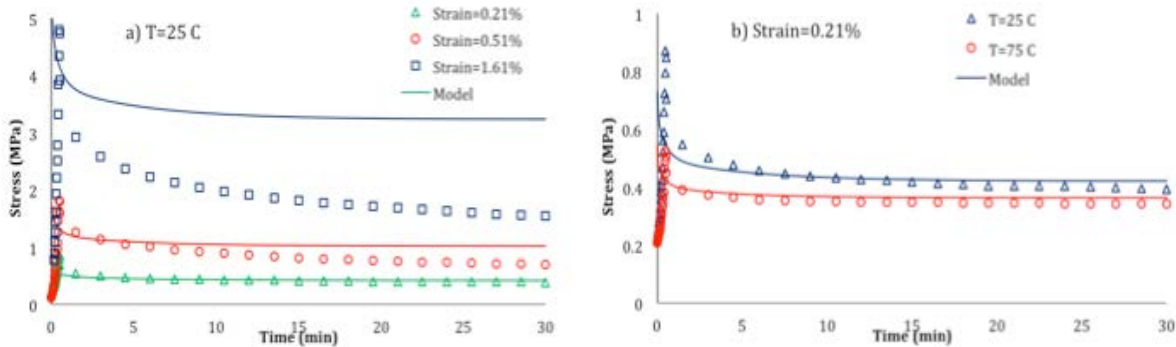 a) T=25 C
Strain=0.21%
Strain=0.51%
Strain=1.61%
Model
Stress (MPa)
5
4
3
2
1
0
0
5
10
15
20
25
30
Time (min)
b) Strain=0.21%
T=25 C
T=75 C
Model
Stress (MPa)
1
0.8
0.6
0.4
0.2
0
0
5
10
15
20
25
30
Time (min)